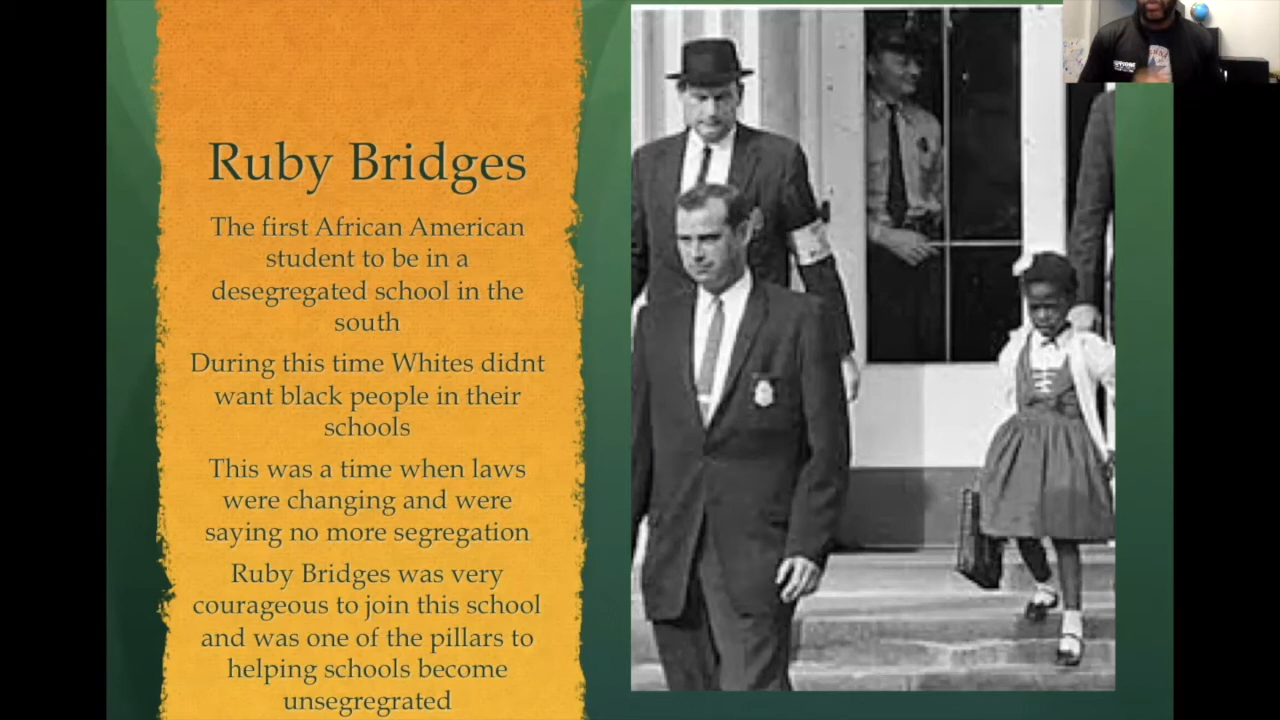 Ruby Bridges
The first African American
student to be in a
desegregated school in the
south
During this time Whites didnt
want black people in their
schools
This was a time when laws
were changing and were
saying no more segregation
Ruby Bridges was very
courageous to join this school
and was one of the pillars to
helping schools become
unsegregrated